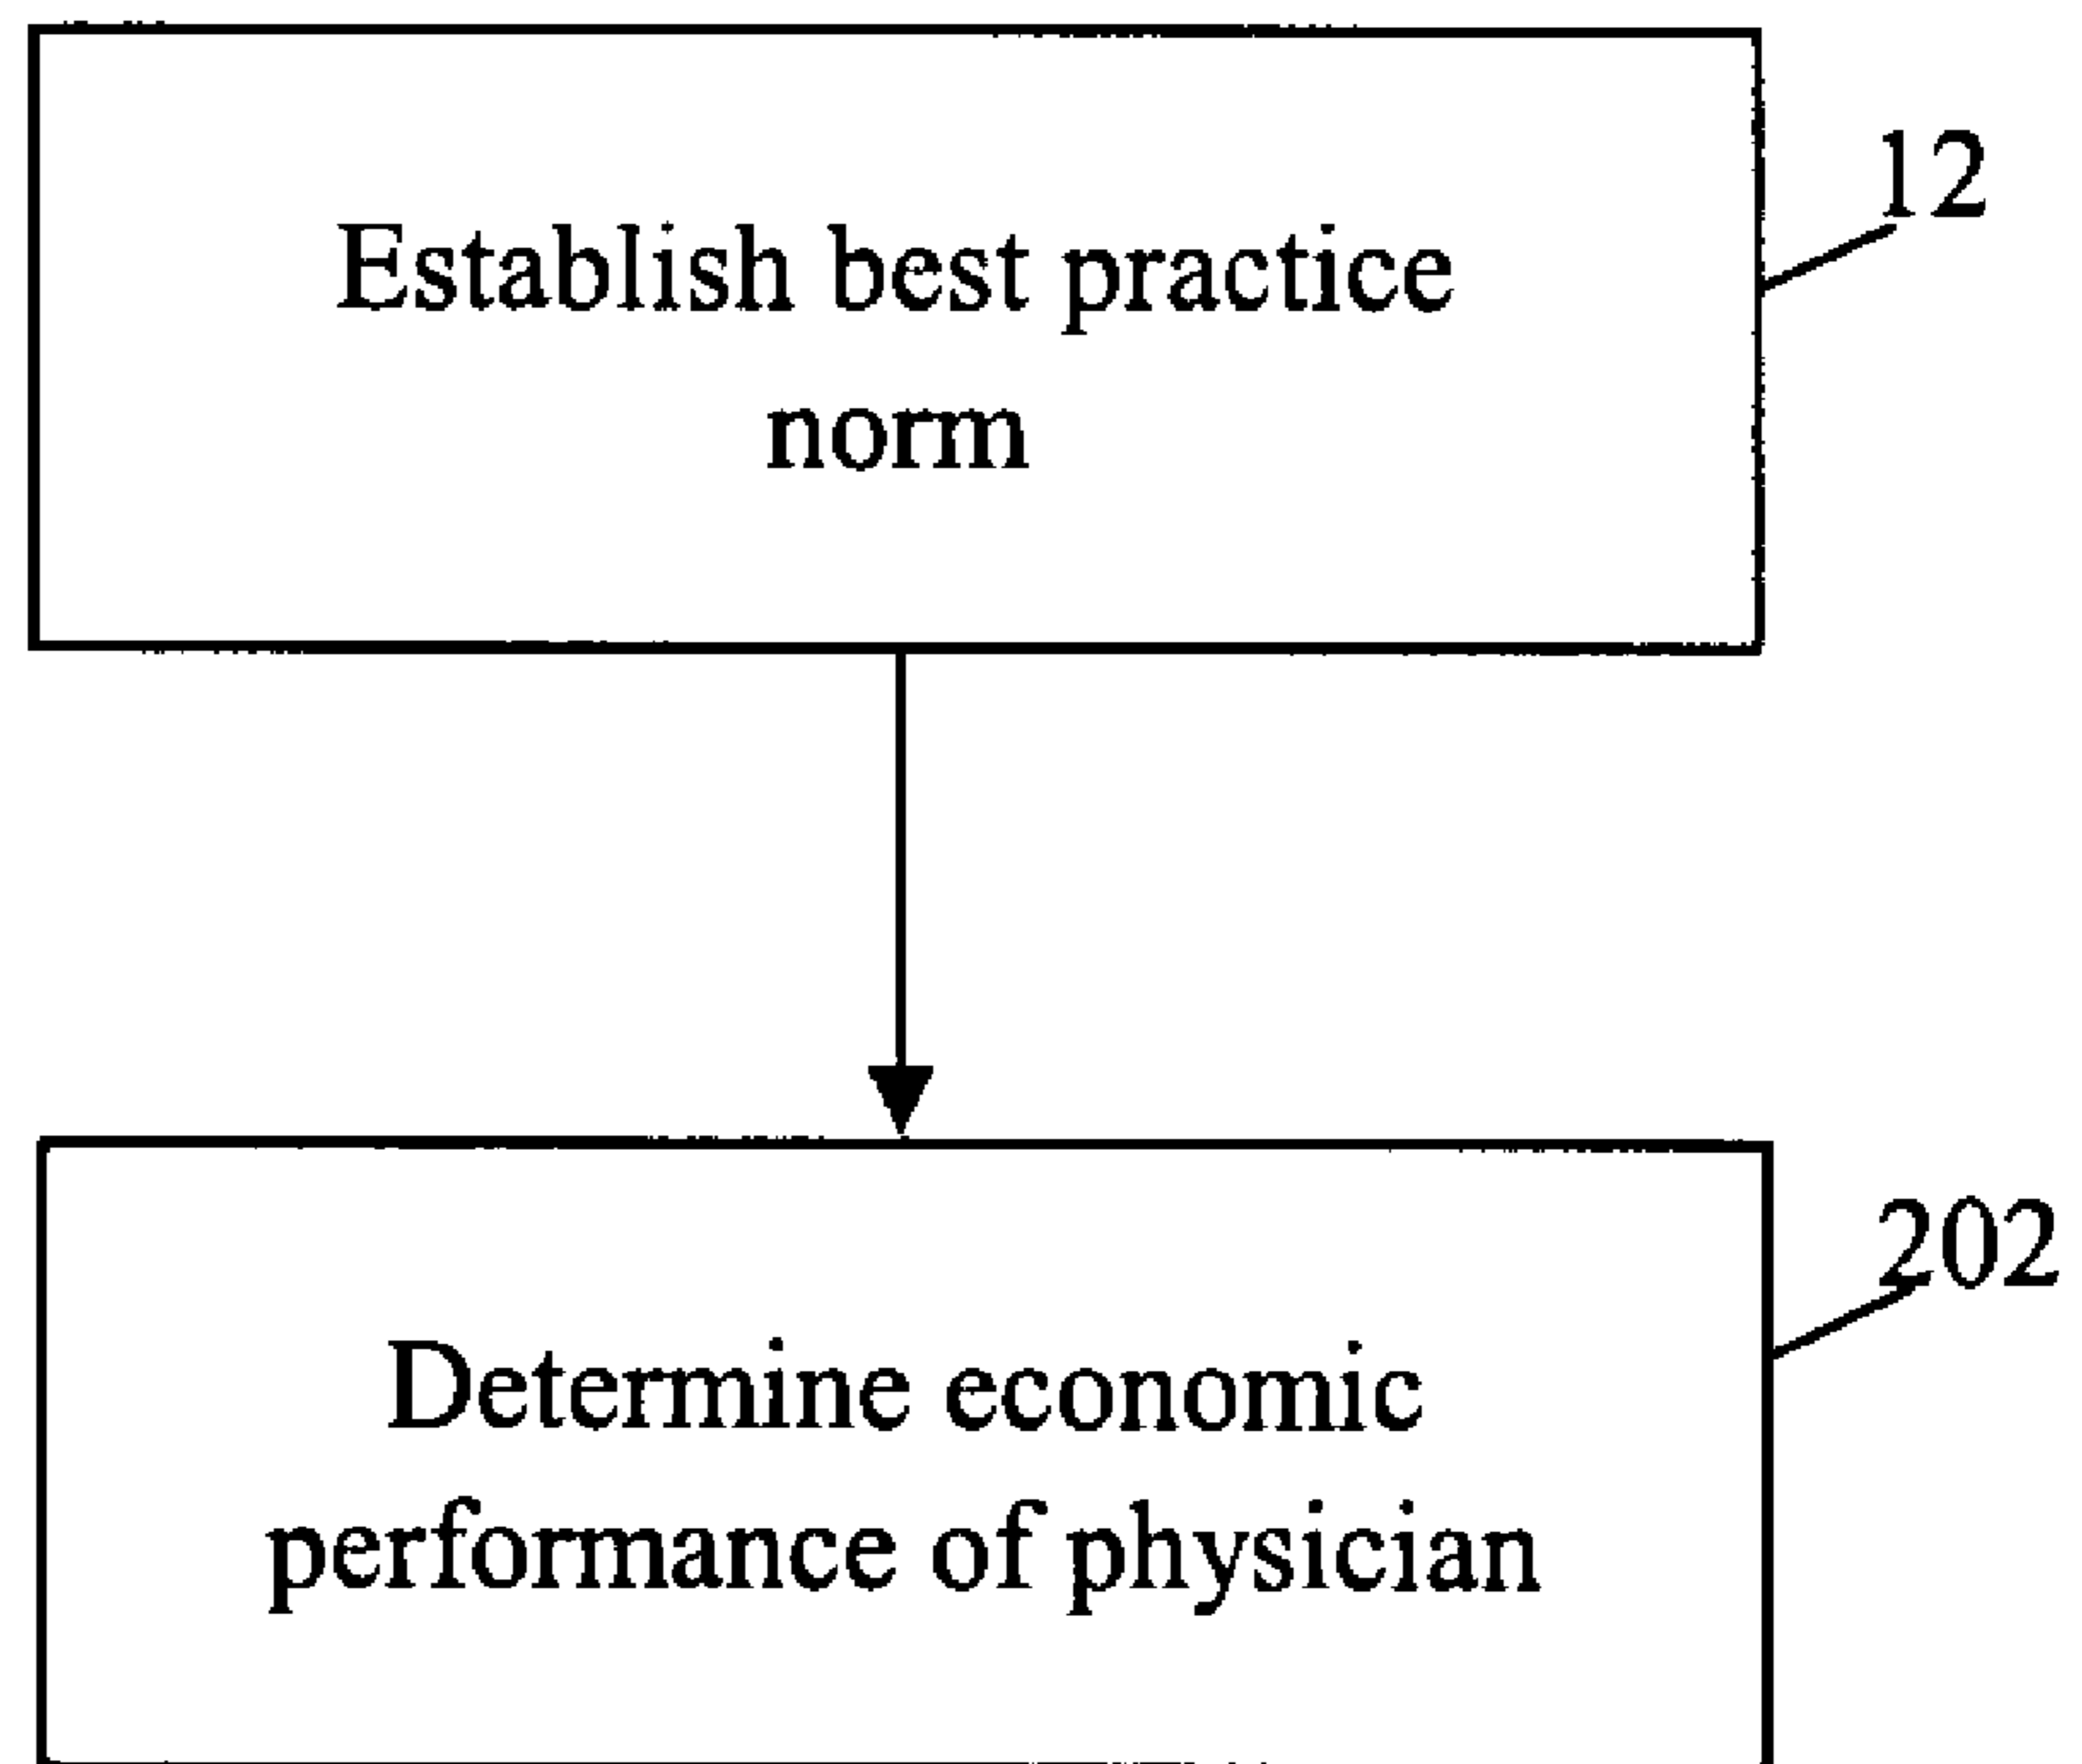 Establish best practice
norm
12
Determine economic
performance of physician
202